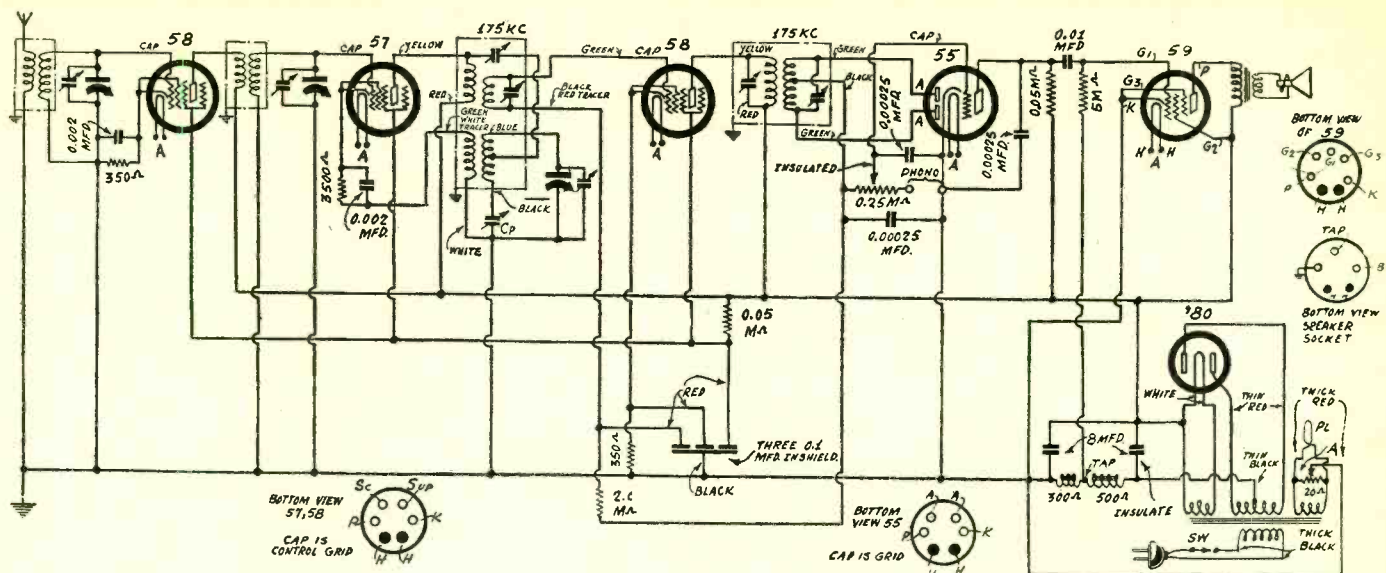 58
CAP
A
0.002
MFD.
350Ω
57
CAP
YELLOW
A
3500Ω
0.002
MFD.
175 KC
RED
GREEN
WHITE
TRACER
BLUE
BLACK
CP
WHITE
GREEN
BLACK
RED TRACER
58
CAP
A
175 KC
YELLOW
RED
GREEN
BLACK
GREEN
55
CAP
A
A
A
0.00025
MFD.
INSULATED
PHONO
0.25 MΩ
0.00025
MFD.
0.00025
MFD.
0.05 MΩ
0.01
MFD
5 MΩ
59
G1
G3
K
P
G2
H A H
BOTTOM VIEW
OF 59
G2
G1
G3
P
K
H H
TAP
B
BOTTOM VIEW
SPEAKER
SOCKET
0.05
MΩ
RED
THREE 0.1
MFD. IN SHIELD.
BLACK
350Ω
MΩ
'80
WHITE
THIN
RED
THICK
RED
PL
A
20Ω
THIN
BLACK
8 MFD.
TAP
300Ω
500Ω
INSULATE
SW
THICK
BLACK
BOTTOM VIEW
57,58
CAP IS
CONTROL GRID
SC
SUP
P
K
H H
BOTTOM
VIEW 55
CAP IS GRID
A A
P
K
H H